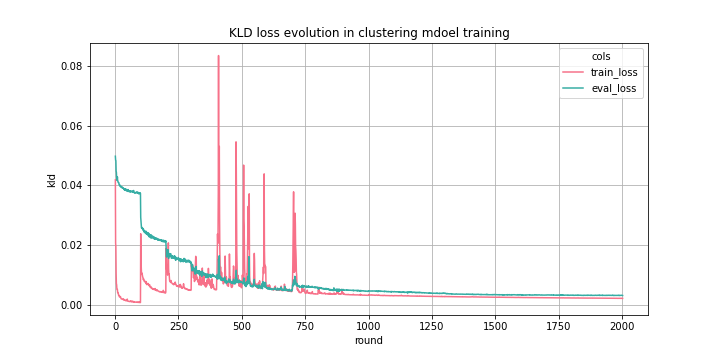 KLD loss evolution in clustering mdoel training
cols
train_loss
eval_loss
0.08
0.06
0.04
0.02
0.00
kld
0
250
500
750
1000
1250
1500
1750
2000
round